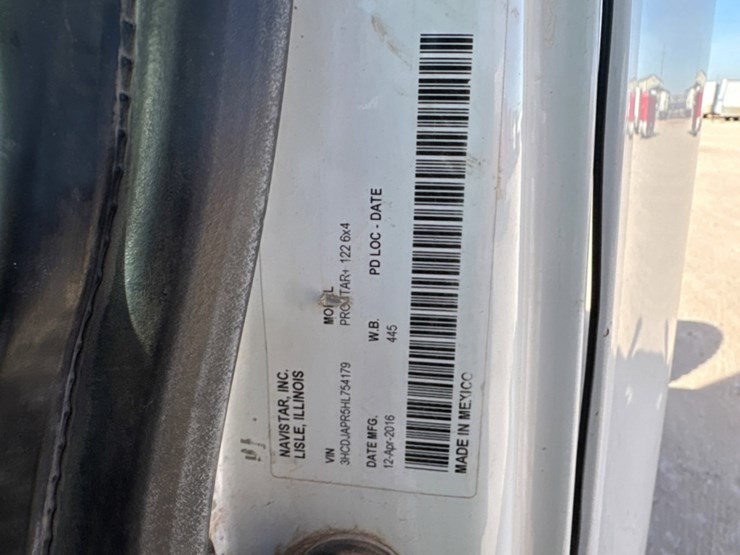 NAVISTAR, INC.
LISLE, ILLINOIS
VIN MODEL
3HCDJAPR5HL754179 PROSTAR+ 122 6x4
DATE MFG. W.B. PD LOC - DATE
12-Apr-2016 445
MADE IN MEXICO